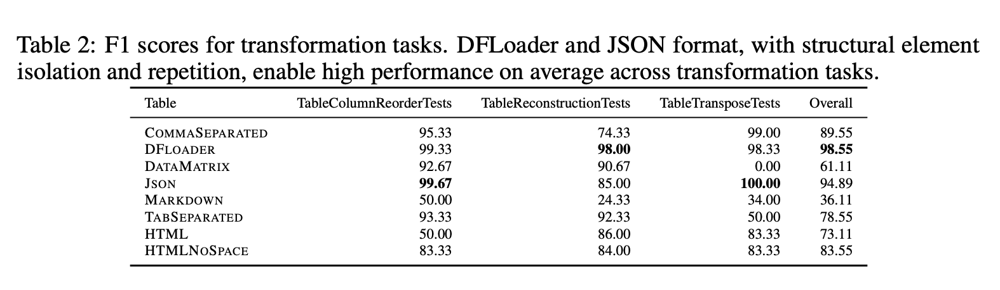 Table 2: F1 scores for transformation tasks. DFLoader and JSON format, with structural element
isolation and repetition, enable high performance on average across transformation tasks.
Table TableColumnReorderTests TableReconstructionTests TableTransposeTests Overall
COMMASEPARATED 95.33 74.33 99.00 89.55
DFLOADER 99.33 98.00 98.33 98.55
DATAMATRIX 92.67 90.67 0.00 61.11
JSON 99.67 85.00 100.00 94.89
MARKDOWN 50.00 24.33 34.00 36.11
TABSEPARATED 93.33 92.33 50.00 78.55
HTML 50.00 86.00 83.33 73.11
HTMLNOSPACE 83.33 84.00 83.33 83.55